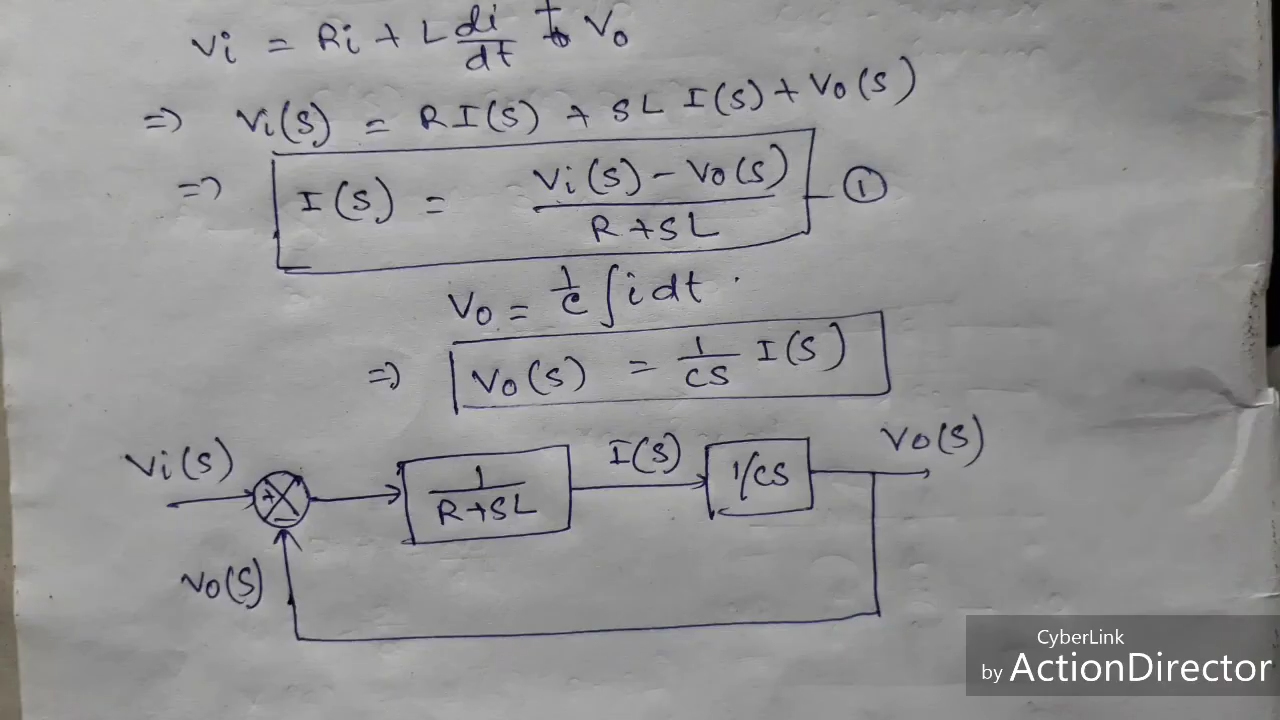 Vi = Ri + L di/dt + Vo
=> Vi(s) = RI(s) + SL I(s) + Vo(s)
=> I(s) = Vi(s) - Vo(s) / R + SL - ①
Vo = 1/c ∫ i dt .
=> Vo(s) = 1/cs I(s)
Vi(s) + - 1/R+SL I(s) 1/cs Vo(s)
Vo(s)
CyberLink
by ActionDirector